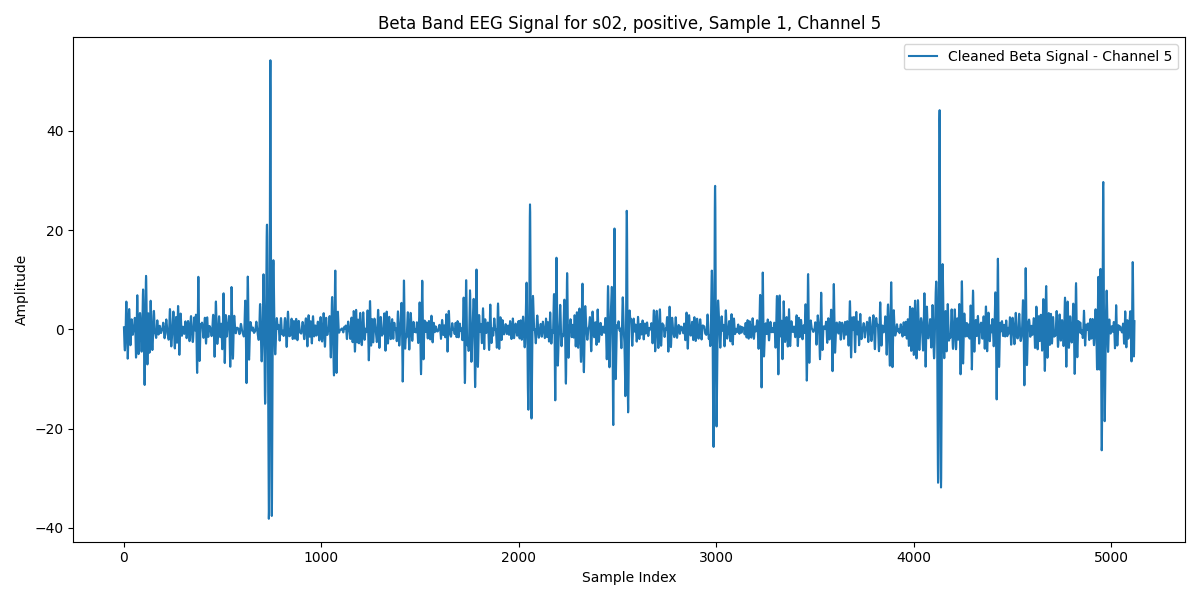 Beta Band EEG Signal for s02, positive, Sample 1, Channel 5
Cleaned Beta Signal - Channel 5
Amplitude
40
20
0
−20
−40
0 1000 2000 3000 4000 5000
Sample Index